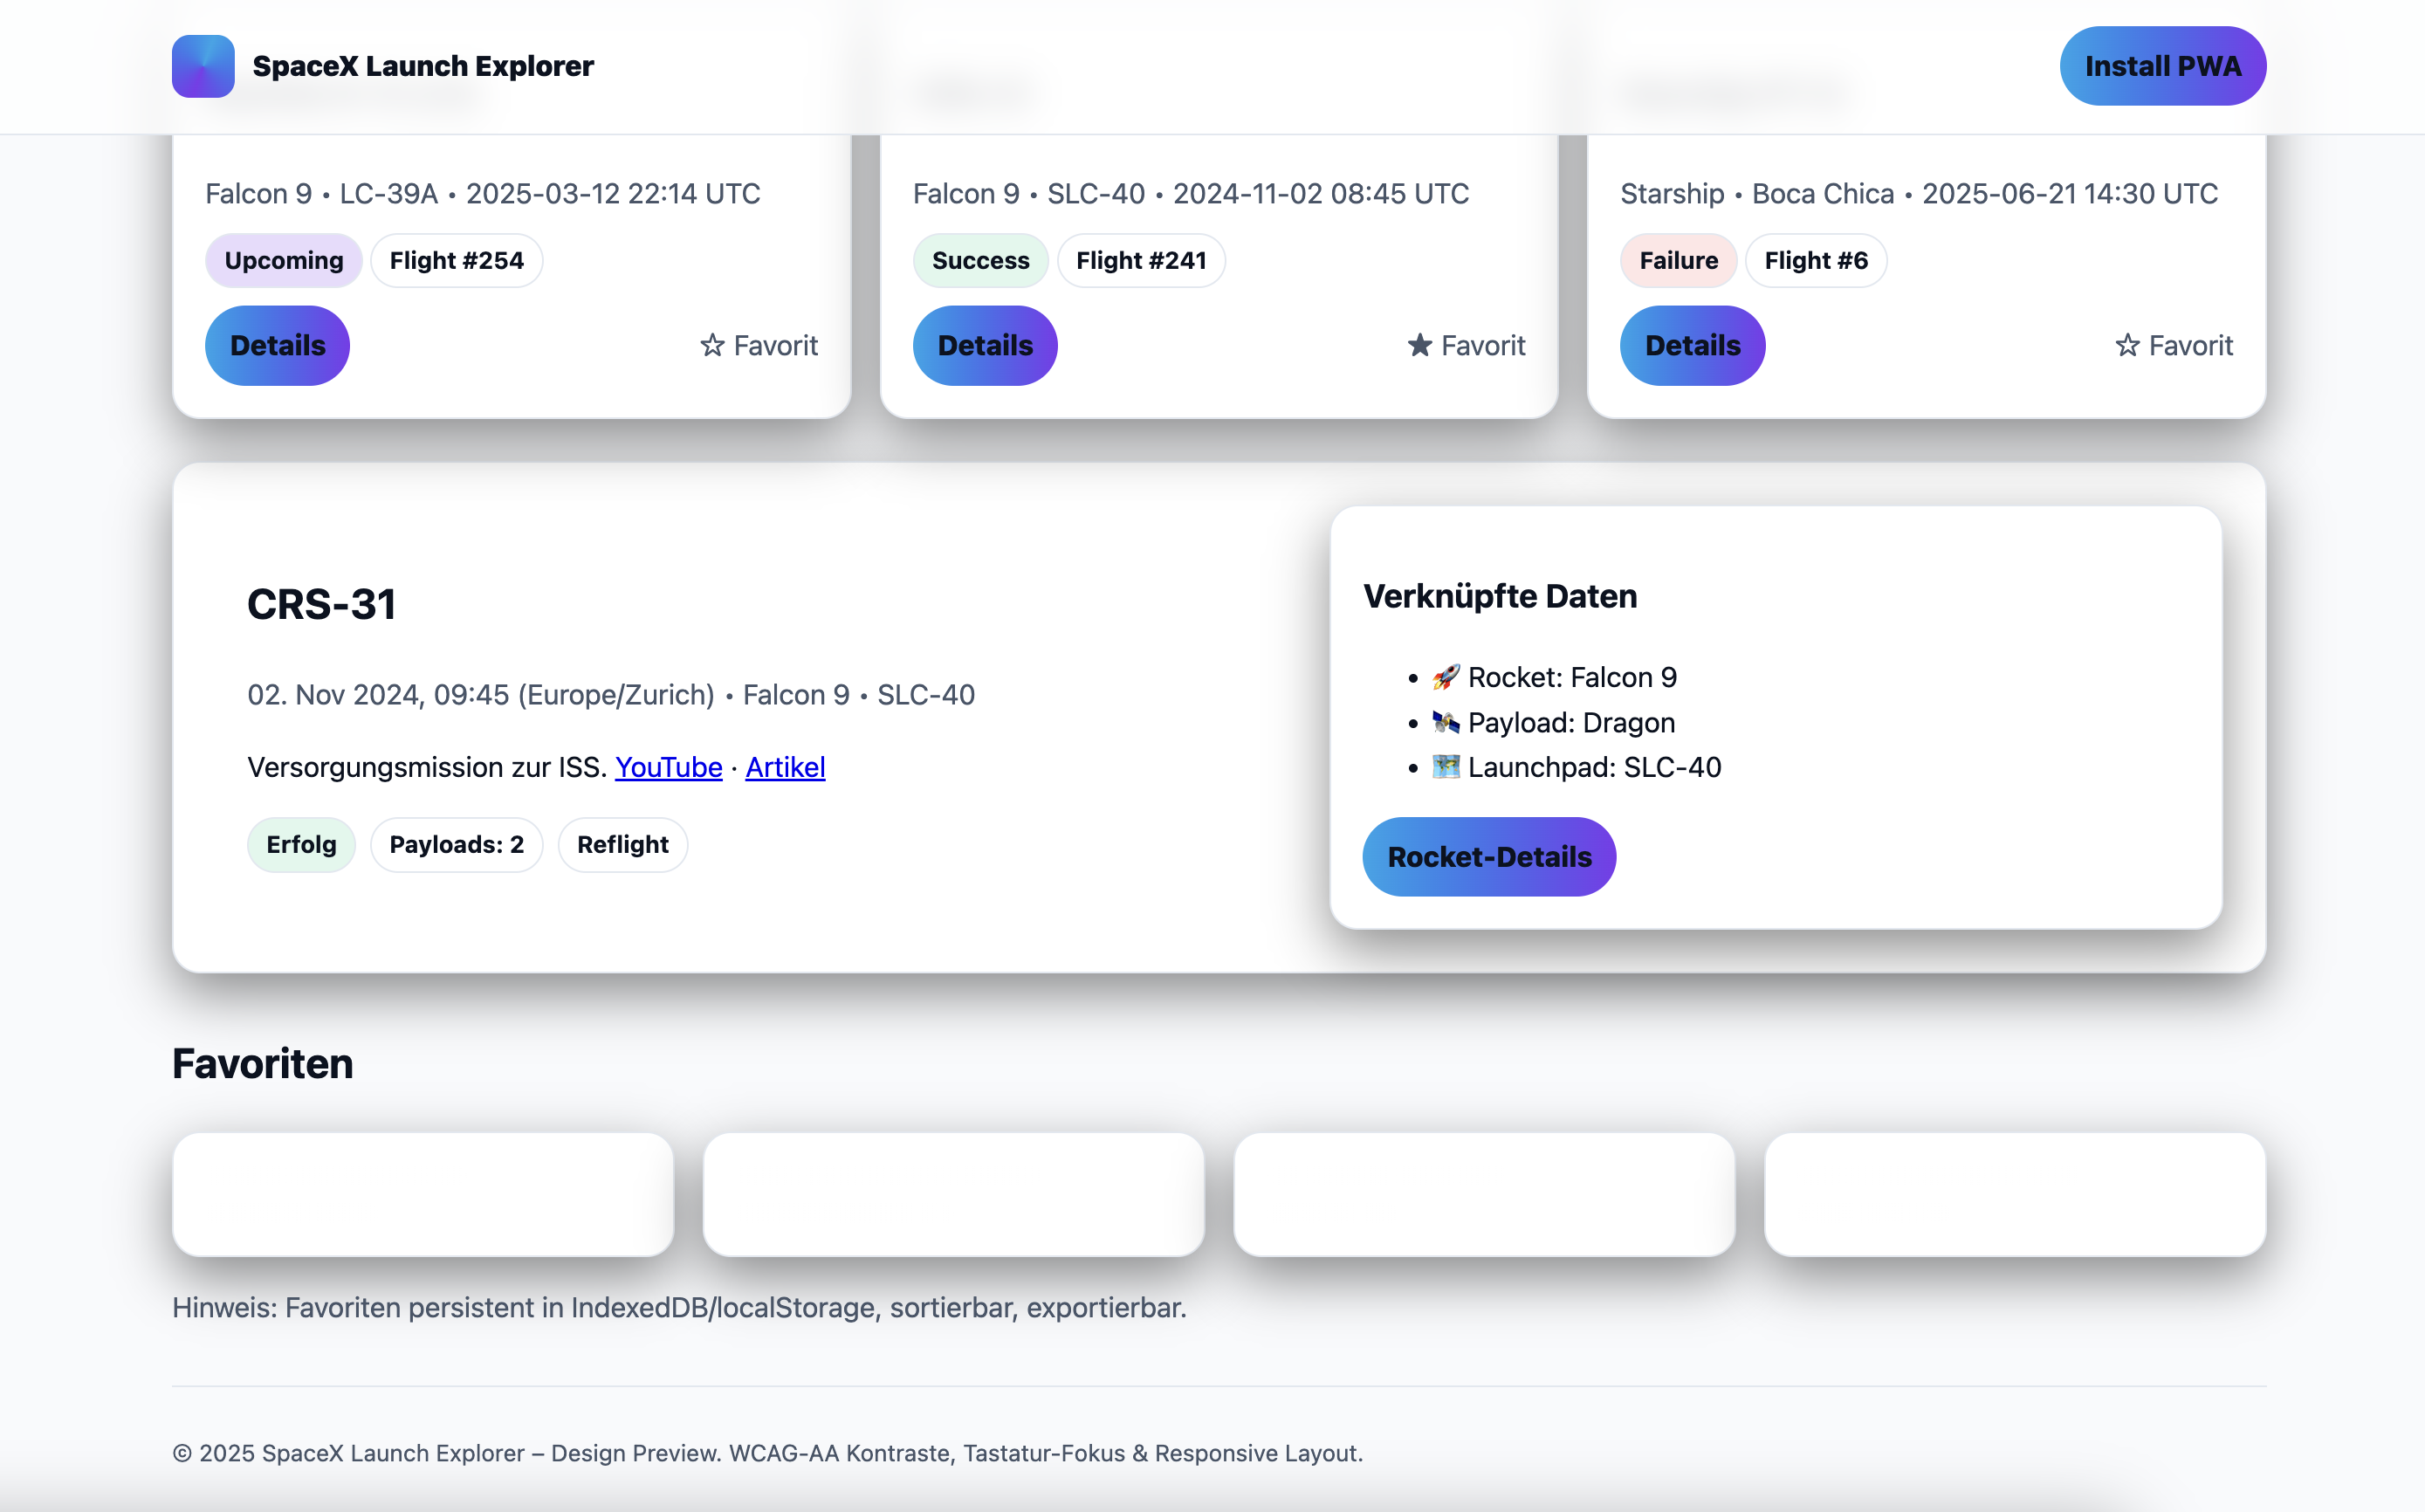 SpaceX Launch Explorer
Install PWA
Falcon 9 • LC-39A • 2025-03-12 22:14 UTC
Upcoming
Flight #254
Details
☆ Favorit
Falcon 9 • SLC-40 • 2024-11-02 08:45 UTC
Success
Flight #241
Details
★ Favorit
Starship • Boca Chica • 2025-06-21 14:30 UTC
Failure
Flight #6
Details
☆ Favorit
CRS-31
02. Nov 2024, 09:45 (Europe/Zurich) • Falcon 9 • SLC-40
Versorgungsmission zur ISS. YouTube · Artikel
Erfolg
Payloads: 2
Reflight
Verknüpfte Daten
• 🚀 Rocket: Falcon 9
• 🛰️ Payload: Dragon
• 🗺️ Launchpad: SLC-40
Rocket-Details
Favoriten
Hinweis: Favoriten persistent in IndexedDB/localStorage, sortierbar, exportierbar.
© 2025 SpaceX Launch Explorer – Design Preview. WCAG-AA Kontraste, Tastatur-Fokus & Responsive Layout.